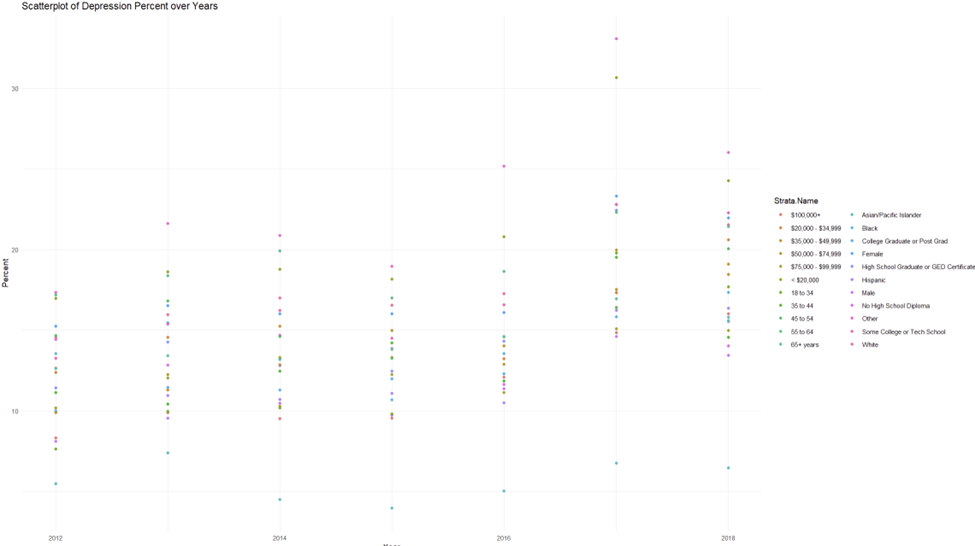 Scatterplot of Depression Percent over Years
Percent
30
20
10
2012
2014
2016
2018
Year
Strata.Name
$100,000+
$20,000 - $34,999
$35,000 - $49,999
$50,000 - $74,999
$75,000 - $99,999
< $20,000
18 to 34
35 to 44
45 to 54
55 to 64
65+ years
Asian/Pacific Islander
Black
College Graduate or Post Grad
Female
High School Graduate or GED Certificate
Hispanic
Male
No High School Diploma
Other
Some College or Tech School
White